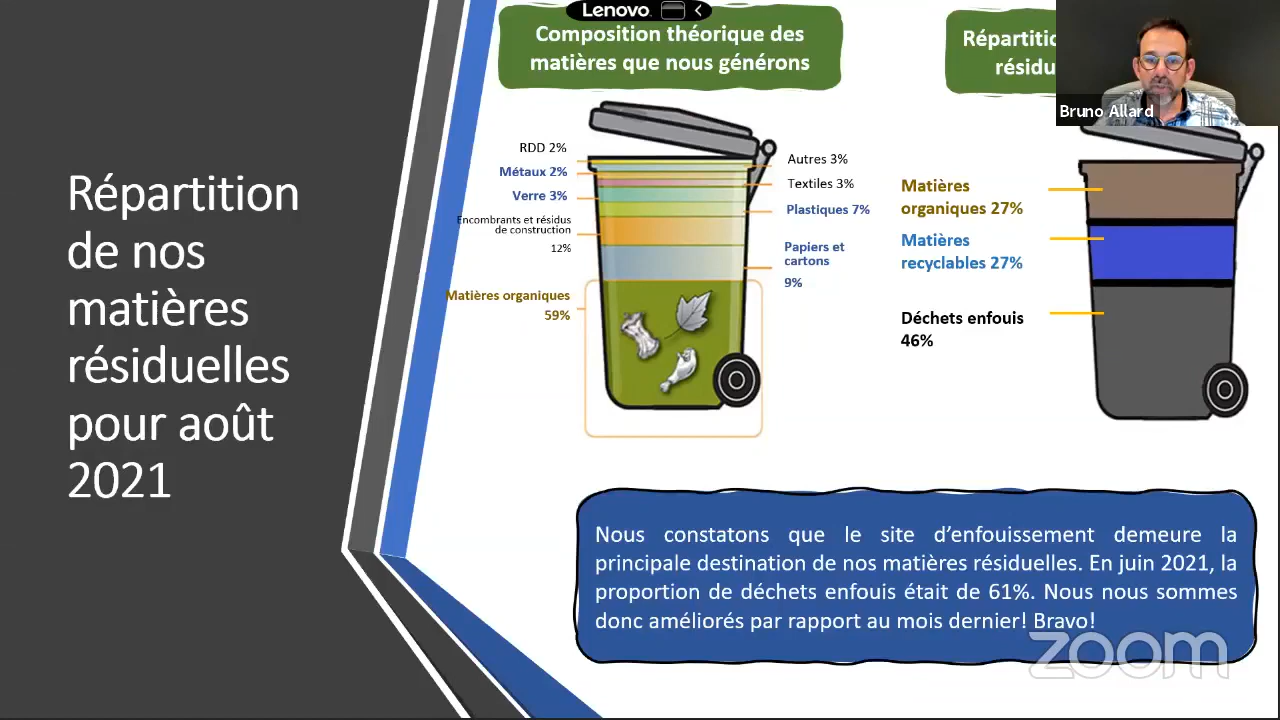 Répartition
de nos
matières
résiduelles
pour août
2021
Lenovo
Composition théorique des
matières que nous générons
RDD 2%
Métaux 2%
Verre 3%
Encombrants et résidus
de construction
12%
Matières organiques
59%
Autres 3%
Textiles 3%
Plastiques 7%
Papiers et
cartons
9%
Bruno Allard
Matières
organiques 27%
Matières
recyclables 27%
Déchets enfouis
46%
Nous constatons que le site d'enfouissement demeure la
principale destination de nos matières résiduelles. En juin 2021, la
proportion de déchets enfouis était de 61%. Nous nous sommes
donc améliorés par rapport au mois dernier! Bravo!
zoom